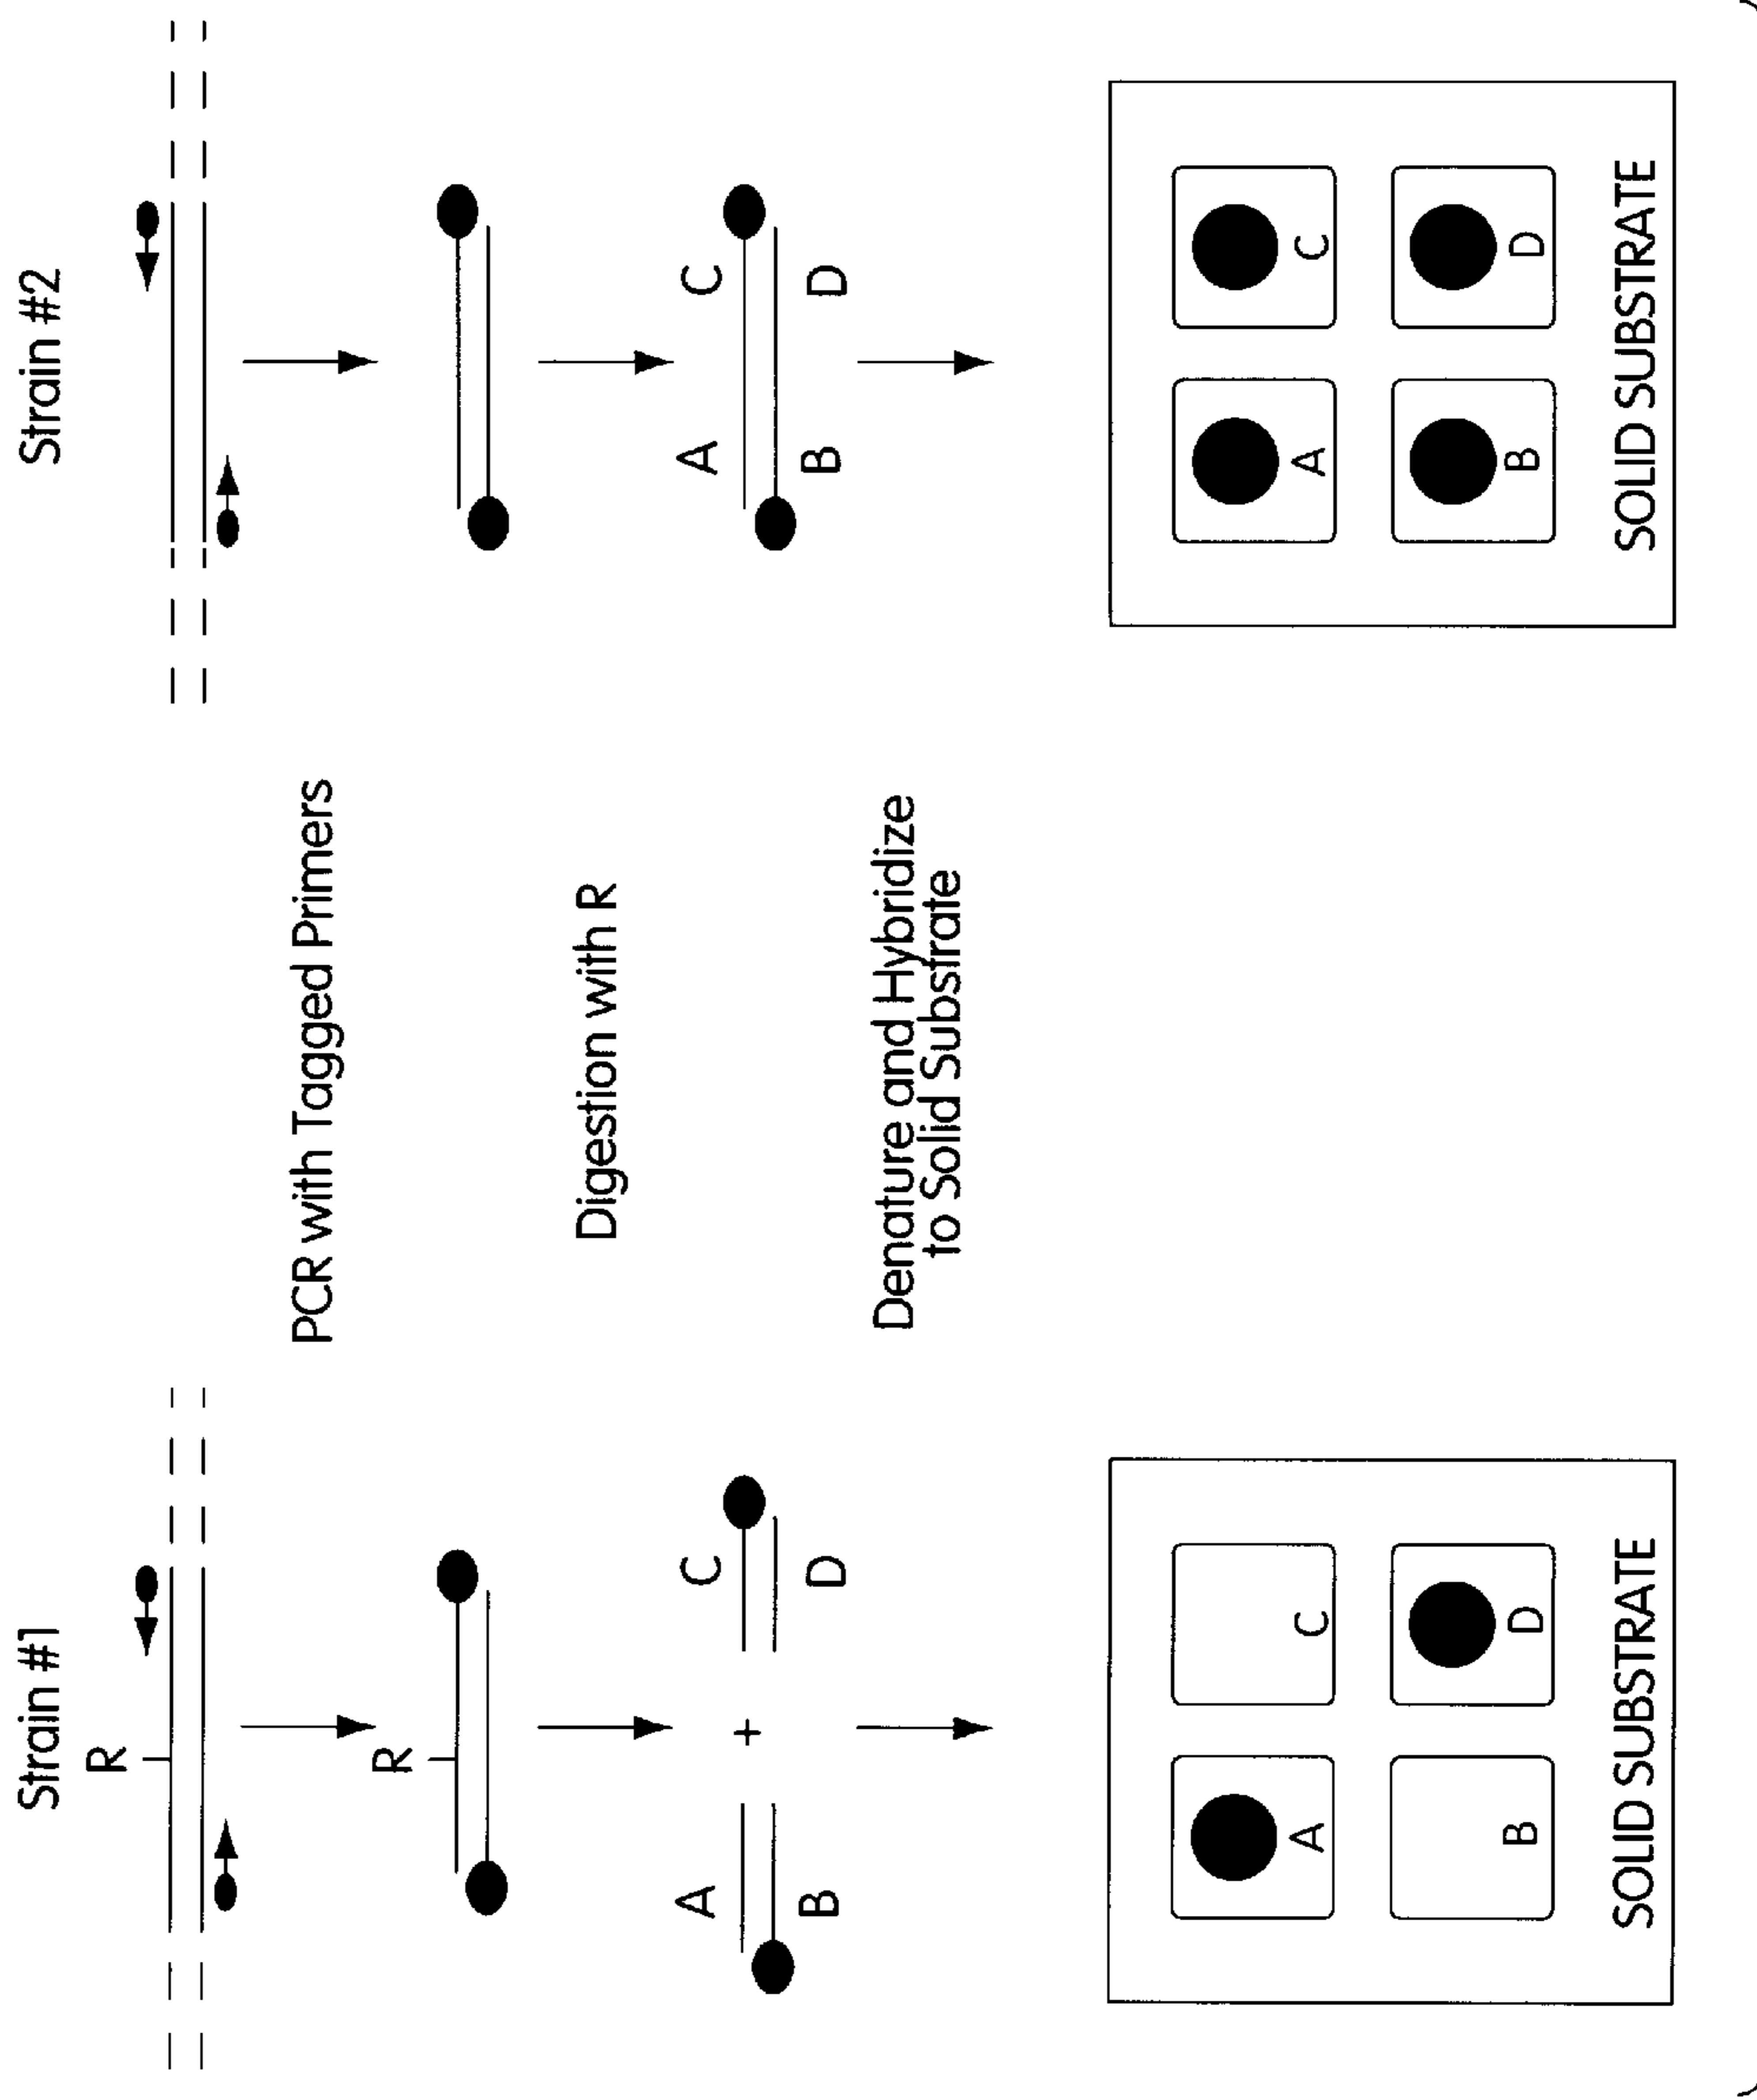 Strain #1
Strain #2
R
PCR with Tagged Primers
R
Digestion with R
A
C
A
C
+
B
D
B
D
Denature and Hybridize
to Solid Substrate
A
C
A
C
B
D
B
D
SOLID SUBSTRATE
SOLID SUBSTRATE